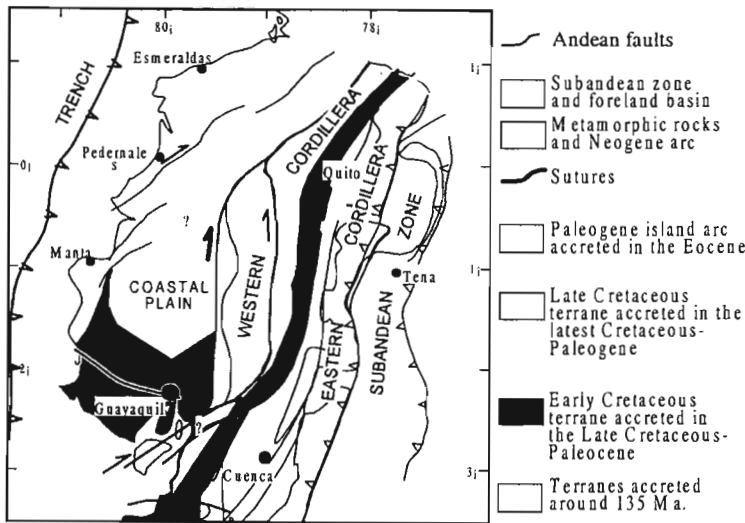 80¡
78¡
Esmeraldas
TRENCH
Pedernale
s
0¡
?
CORDILLERA
Quito
CORDILLERA
ZONE
Manta
COASTAL
PLAIN
WESTERN
Tena
EASTERN
SUBANDEAN
1¡
1¡
2¡
Guayaquil
?
Cuenca
3¡
Andean faults
Subandean zone
and foreland basin
Metamorphic rocks
and Neogene arc
Sutures
Paleogene island arc
accreted in the Eocene
Late Cretaceous
terrane accreted in the
latest Cretaceous-
Paleogene
Early Cretaceous
terrane accreted in
the Late Cretaceous-
Paleocene
Terranes accreted
around 135 Ma.